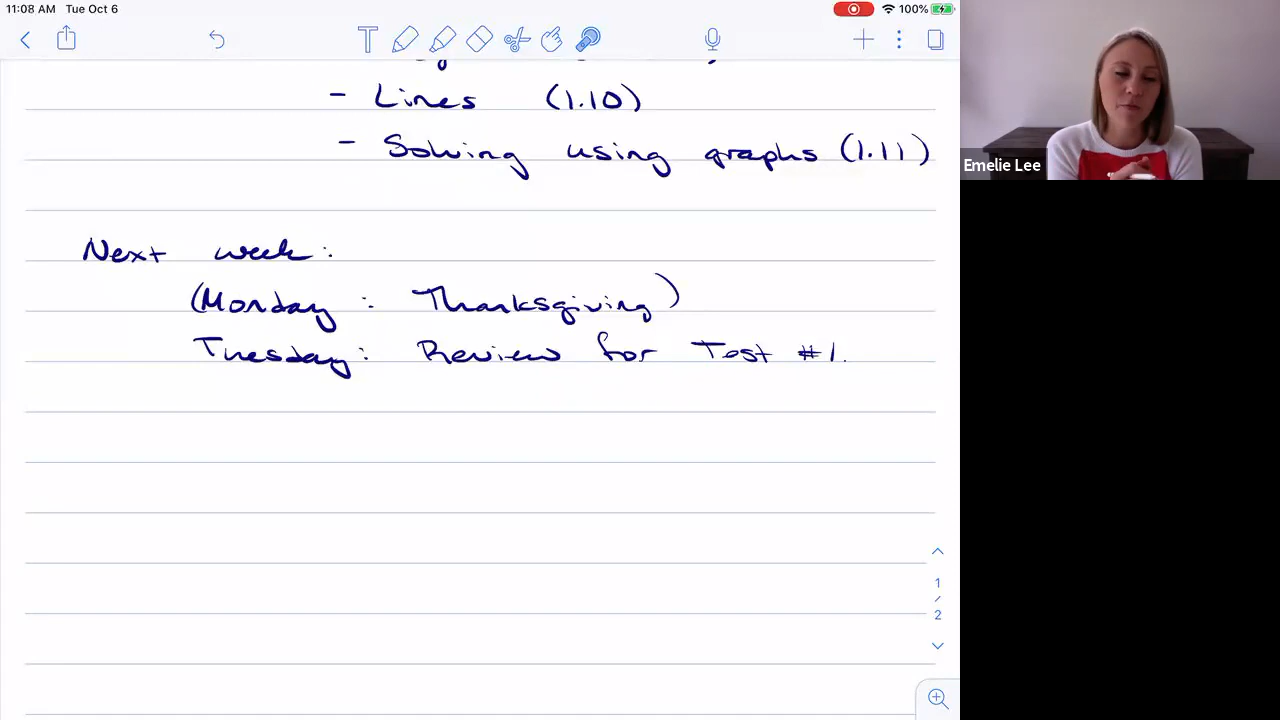 11:08 AM Tue Oct 6
100%
- Lines (1.10)
- Solving using graphs (1.11)
Emelie Lee
Next week:
(Monday : Thanksgiving)
Tuesday: Review for Test #1.
1
/
2